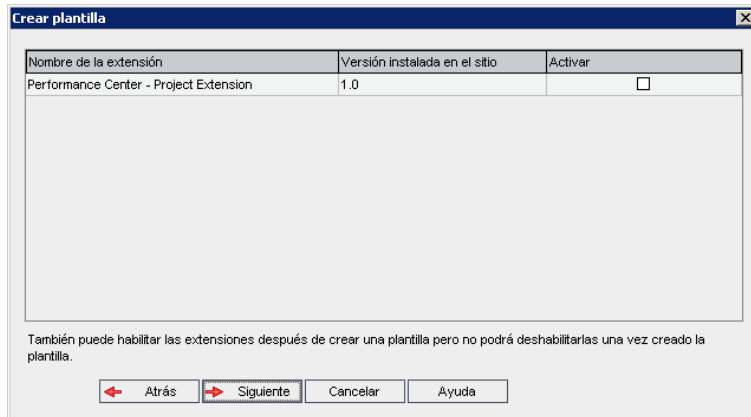 Crear plantilla
Nombre de la extensión Versión instalada en el sitio Activar
Performance Center - Project Extension 1.0
También puede habilitar las extensiones después de crear una plantilla pero no podrá deshabilitarlas una vez creado la
plantilla.
Atrás Siguiente Cancelar Ayuda